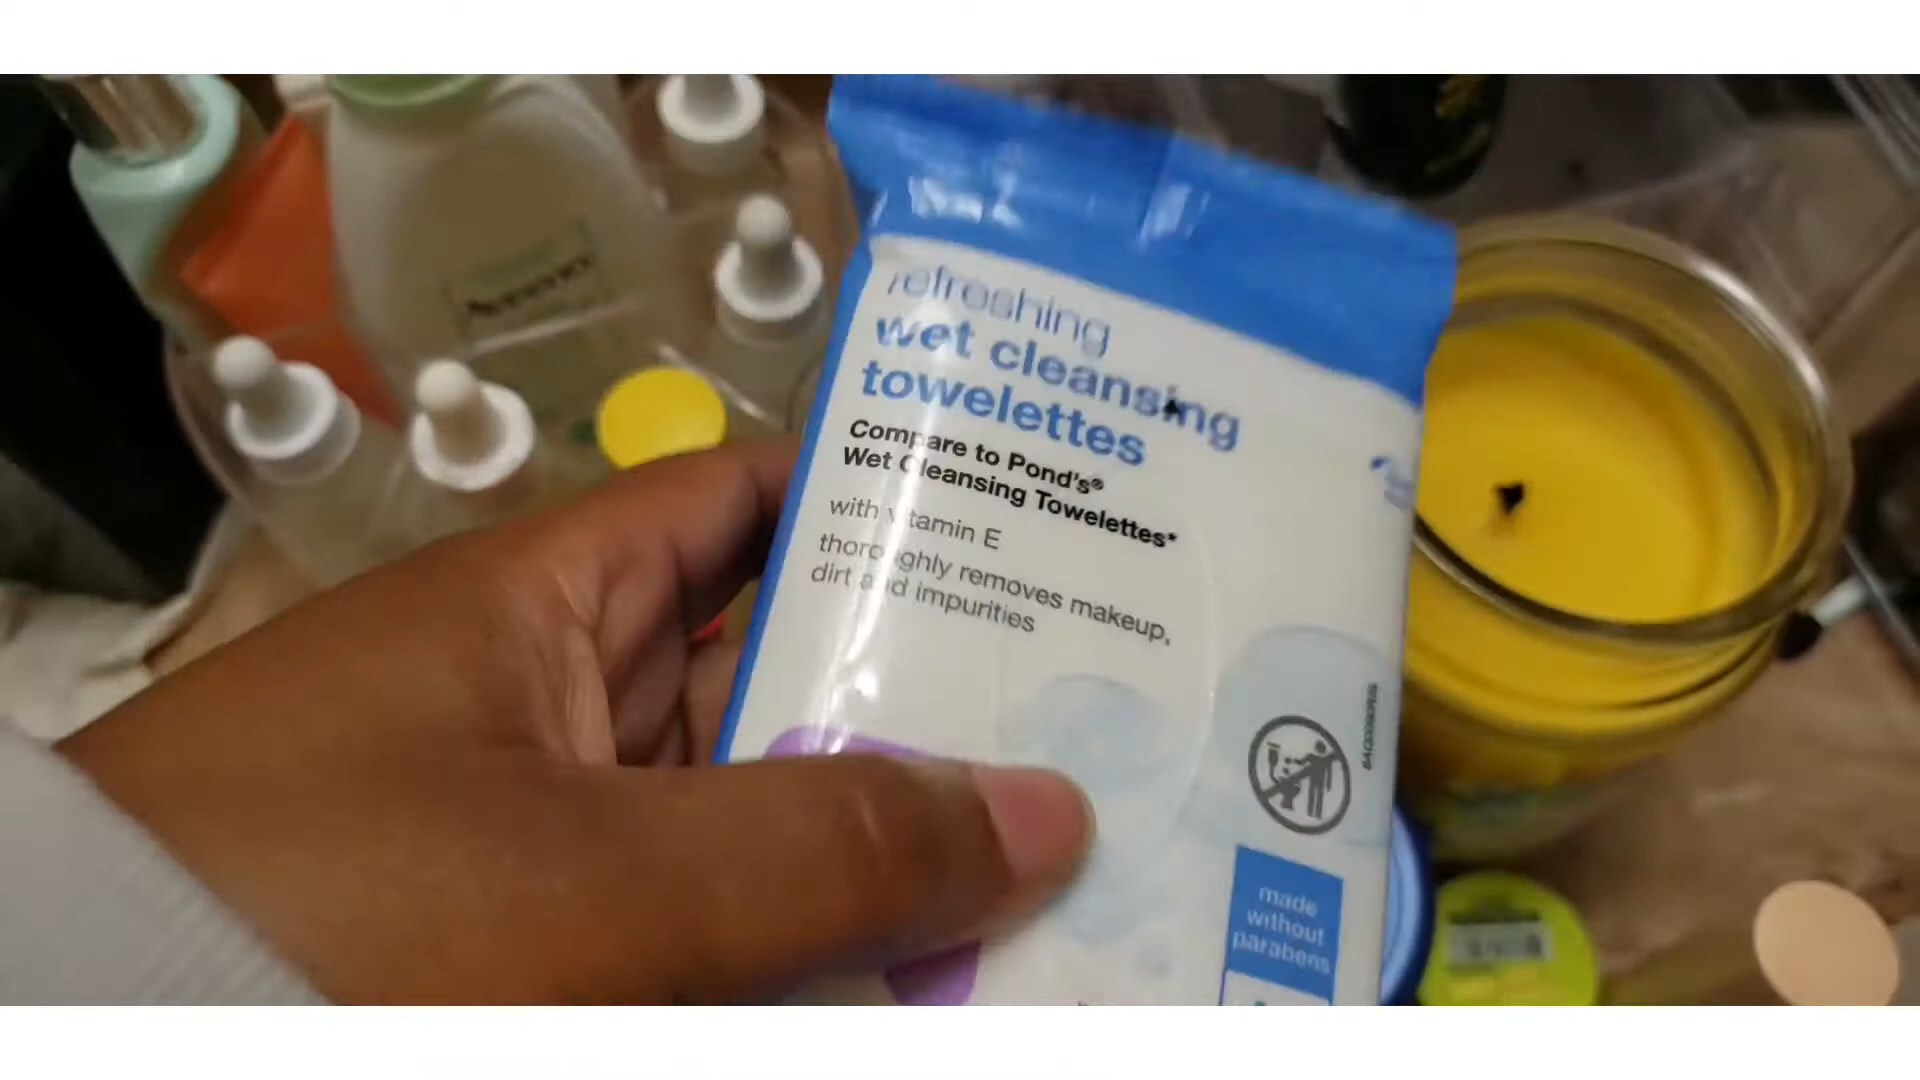 Aveeno
refreshing
wet cleansing
towelettes
Compare to Pond's®
Wet Cleansing Towelettes*
with vitamin E
thoroughly removes makeup,
dirt and impurities
made
without
parabens